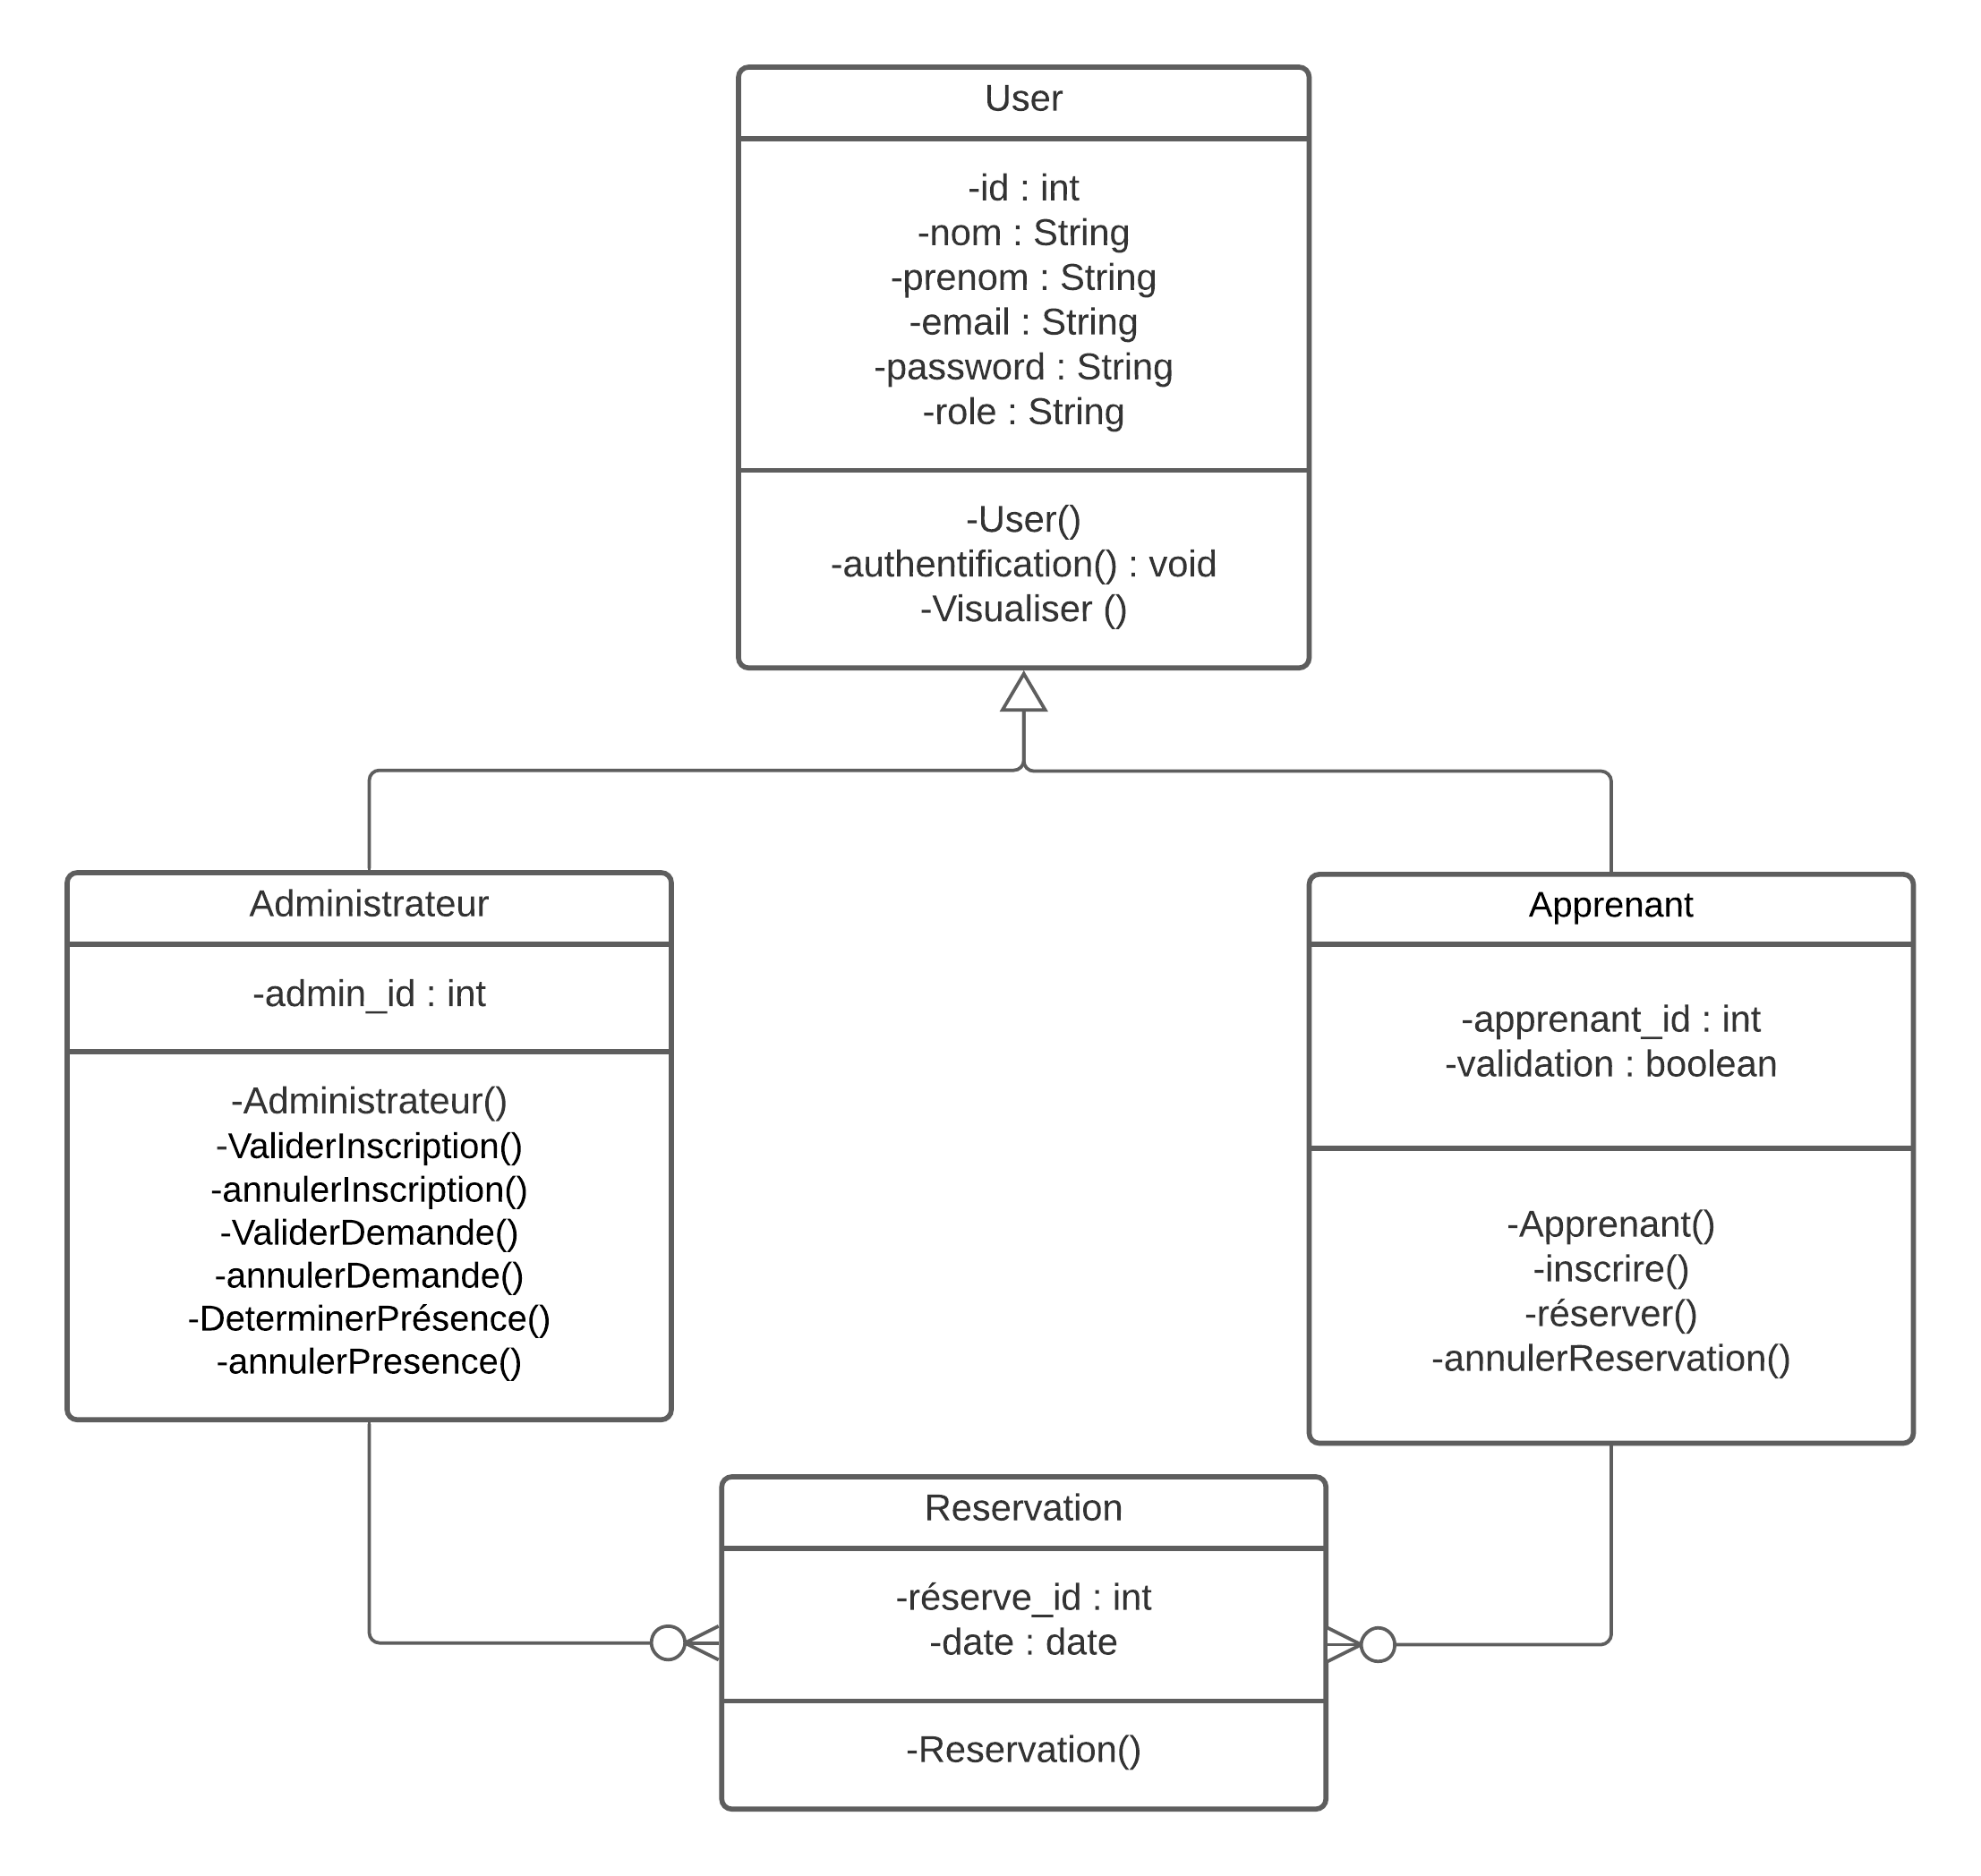 User
-id : int
-nom : String
-prenom : String
-email : String
-password : String
-role : String
-User()
-authentification() : void
-Visualiser ()
Administrateur
-admin_id : int
-Administrateur()
-ValiderInscription()
-annulerInscription()
-ValiderDemande()
-annulerDemande()
-DeterminerPrésence()
-annulerPresence()
Apprenant
-apprenant_id : int
-validation : boolean
-Apprenant()
-inscrire()
-réserver()
-annulerReservation()
Reservation
-réserve_id : int
-date : date
-Reservation()